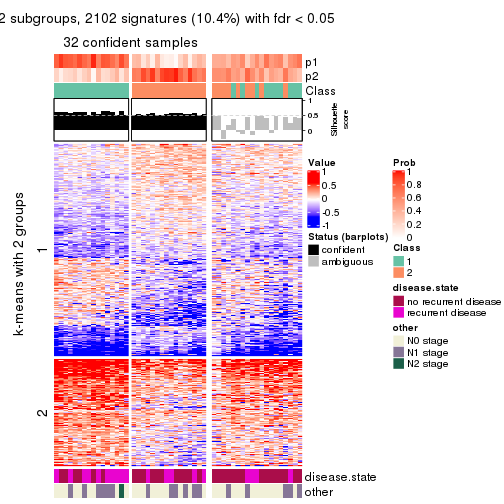 2 subgroups, 2102 signatures (10.4%) with fdr < 0.05
32 confident samples
p1
p2
Class
1
0.5
0
Silhouette
score
k-means with 2 groups
1
2
Value
1
0.5
0
-0.5
-1
Status (barplots)
confident
ambiguous
Prob
1
0.8
0.6
0.4
0.2
0
Class
1
2
disease.state
no recurrent disease
recurrent disease
other
N0 stage
N1 stage
N2 stage
disease.state
other